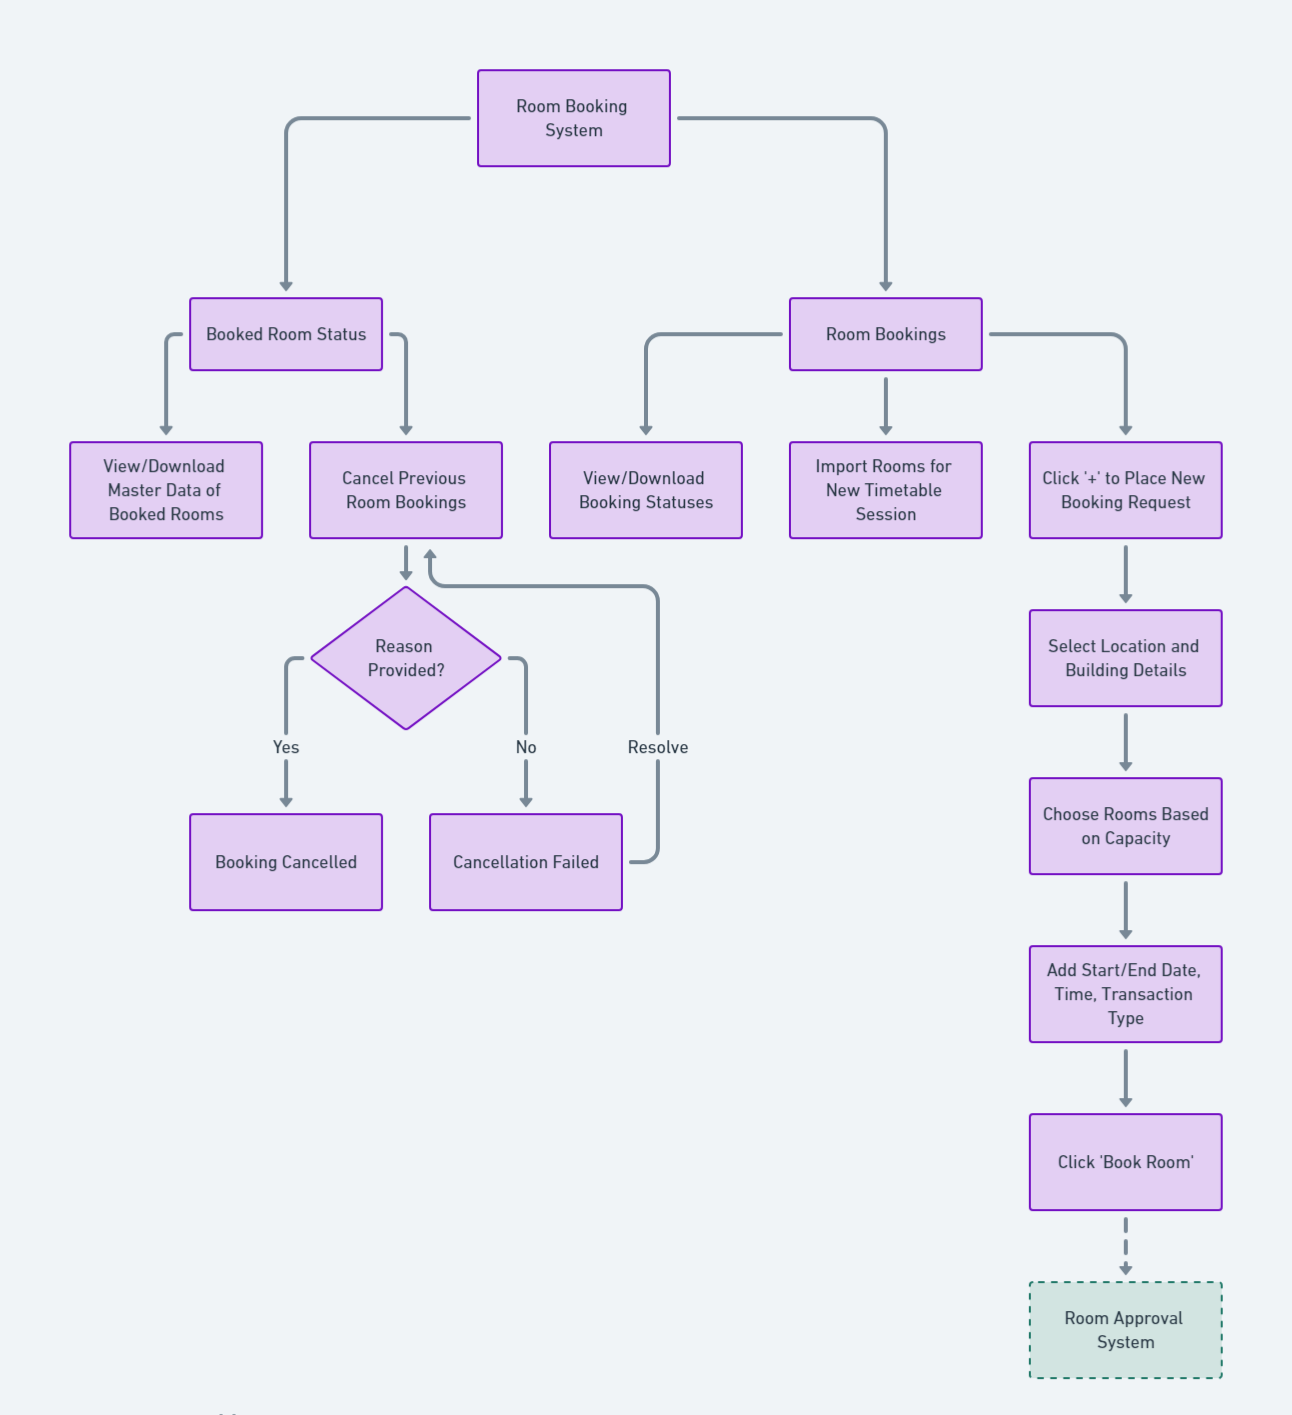 Room Booking
System
Booked Room Status
Room Bookings
View/Download
Master Data of
Booked Rooms
Cancel Previous
Room Bookings
View/Download
Booking Statuses
Import Rooms for
New Timetable
Session
Click '+' to Place New
Booking Request
Reason
Provided?
Select Location and
Building Details
Yes
No
Resolve
Booking Cancelled
Cancellation Failed
Choose Rooms Based
on Capacity
Add Start/End Date,
Time, Transaction
Type
Click 'Book Room'
Room Approval
System